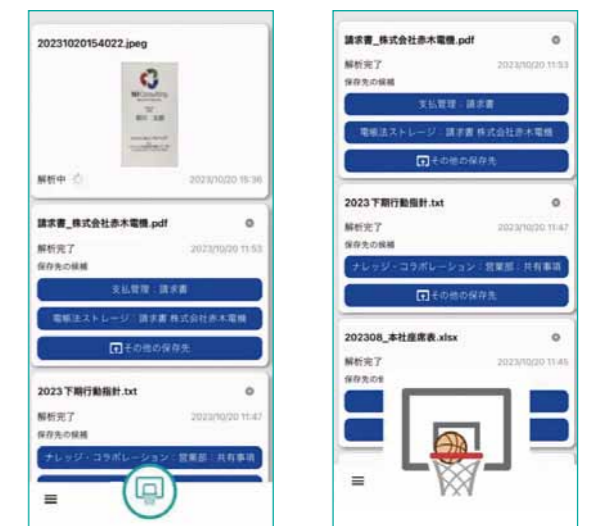 20231020154022.jpeg
解析中
2023/10/20 15:36
請求書_株式会社赤木電機.pdf
解析完了
2023/10/20 11:53
保存先の候補
支払管理:請求書
電帳法ストレージ:請求書 株式会社赤木電機
その他の保存先
2023下期行動指針.txt
解析完了
2023/10/20 11:47
保存先の候補
ナレッジ・コラボレーション:営業部:共有事項
請求書_株式会社赤木電機.pdf
解析完了
2023/10/20 11:53
保存先の候補
支払管理:請求書
電帳法ストレージ:請求書 株式会社赤木電機
その他の保存先
2023下期行動指針.txt
解析完了
2023/10/20 11:47
保存先の候補
ナレッジ・コラボレーション:営業部:共有事項
その他の保存先
202308_本社座席表.xlsx
解析完了
2023/10/20 11:45
保存先の